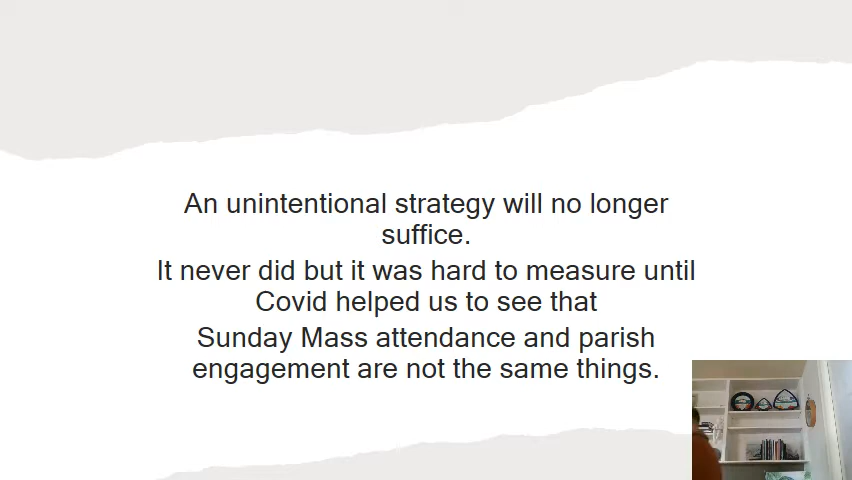 An unintentional strategy will no longer
suffice.
It never did but it was hard to measure until
Covid helped us to see that
Sunday Mass attendance and parish
engagement are not the same things.